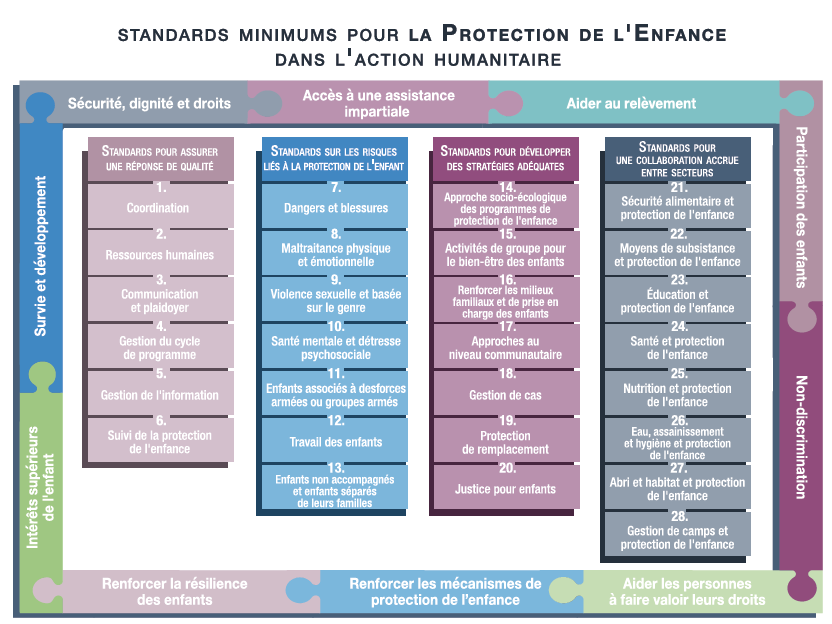 STANDARDS MINIMUMS POUR LA PROTECTION DE L'ENFANCE
DANS L'ACTION HUMANITAIRE
Sécurité, dignité et droits
Accès à une assistance
impartiale
Aider au relèvement
Participation des enfants
Non-discrimination
Survie et développement
Intérêts supérieurs
de l'enfant
STANDARDS POUR ASSURER
UNE RÉPONSE DE QUALITÉ
1.
Coordination
2.
Ressources humaines
3.
Communication
et plaidoyer
4.
Gestion du cycle
de programme
5.
Gestion de l'information
6.
Suivi de la protection
de l'enfance
STANDARDS SUR LES RISQUES
LIÉS À LA PROTECTION DE L'ENFANT
7.
Dangers et blessures
8.
Maltraitance physique
et émotionnelle
9.
Violence sexuelle et basée
sur le genre
10.
Santé mentale et détresse
psychosociale
11.
Enfants associés à desforces
armées ou groupes armés
12.
Travail des enfants
13.
Enfants non accompagnés
et enfants séparés
de leurs familles
STANDARDS POUR DÉVELOPPER
DES STRATÉGIES ADÉQUATES
14.
Approche socio-écologique
des programmes de
protection de l'enfance
15.
Activités de groupe pour
le bien-être des enfants
16.
Renforcer les milieux
familiaux et de prise en
charge des enfants
17.
Approches au
niveau communautaire
18.
Gestion de cas
19.
Protection
de remplacement
20.
Justice pour enfants
STANDARDS POUR
UNE COLLABORATION ACCRUE
ENTRE SECTEURS
21.
Sécurité alimentaire et
protection de l'enfance
22.
Moyens de subsistance
et protection de l'enfance
23.
Éducation et
protection de l'enfance
24.
Santé et protection
de l'enfance
25.
Nutrition et protection
de l'enfance
26.
Eau, assainissement
et hygiène et protection
de l'enfance
27.
Abri et habitat et protection
de l'enfance
28.
Gestion de camps et
protection de l'enfance
Renforcer la résilience
des enfants
Renforcer les mécanismes de
protection de l'enfance
Aider les personnes
à faire valoir leurs droits